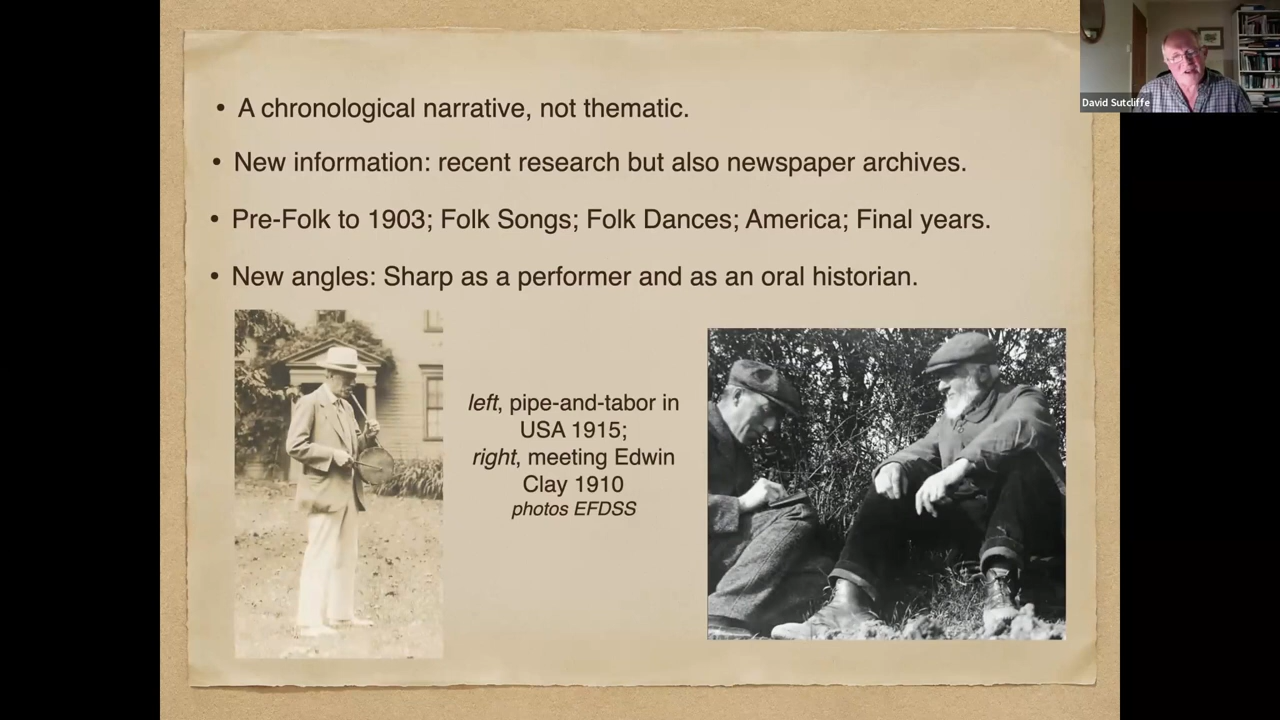 David Sutcliffe
• A chronological narrative, not thematic.
• New information: recent research but also newspaper archives.
• Pre-Folk to 1903; Folk Songs; Folk Dances; America; Final years.
• New angles: Sharp as a performer and as an oral historian.
left, pipe-and-tabor in
USA 1915;
right, meeting Edwin
Clay 1910
photos EFDSS